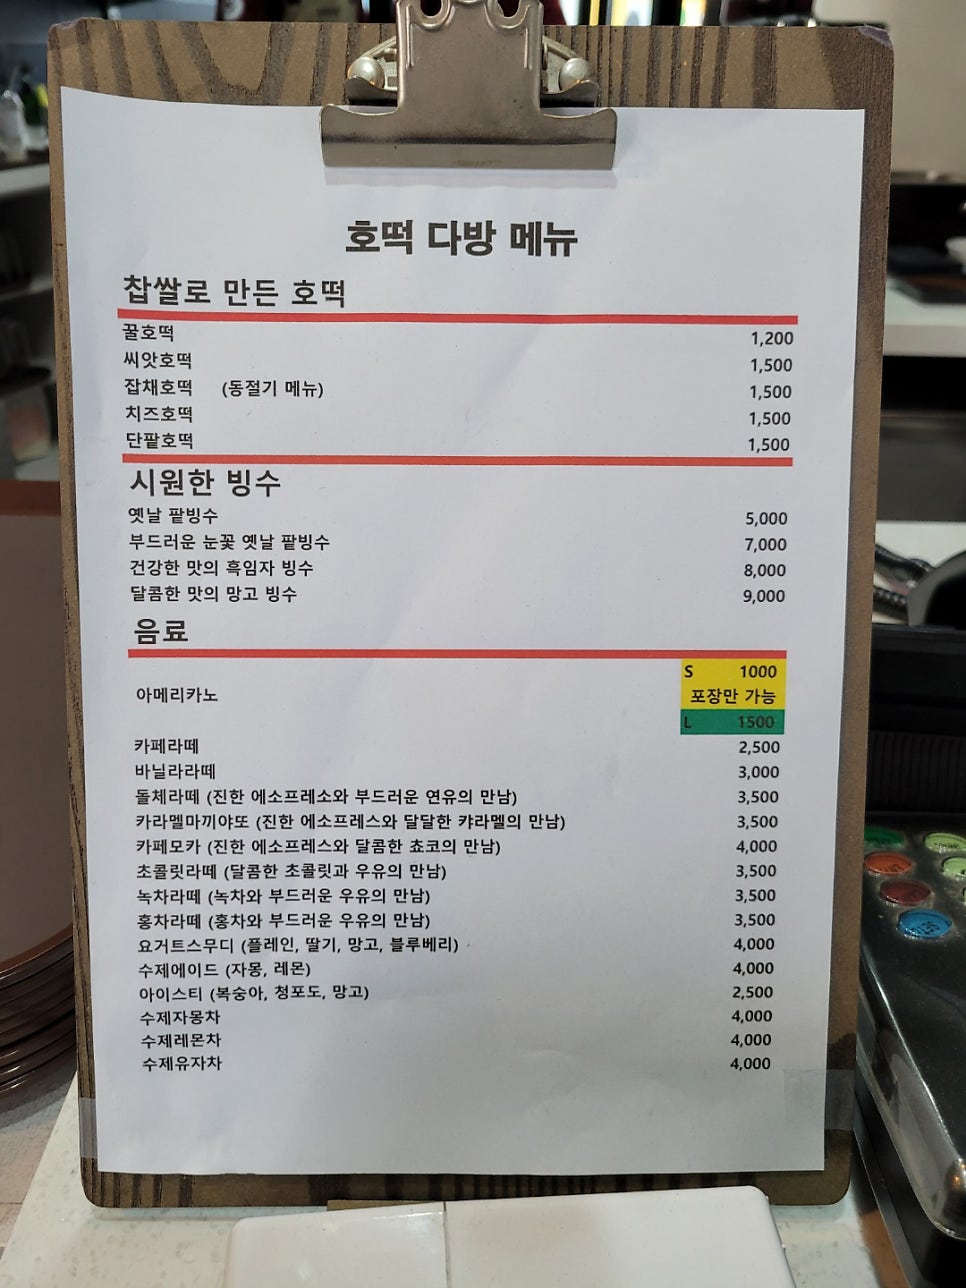 호떡 다방 메뉴
찹쌀로 만든 호떡
꿀호떡 1,200
씨앗호떡 1,500
잡채호떡 (동절기 메뉴) 1,500
치즈호떡 1,500
단팥호떡 1,500
시원한 빙수
옛날 팥빙수 5,000
부드러운 눈꽃 옛날 팥빙수 7,000
건강한 맛의 흑임자 빙수 8,000
달콤한 맛의 망고 빙수 9,000
음료
S 1000
아메리카노 포장만 가능
L 1500
카페라떼 2,500
바닐라라떼 3,000
돌체라떼 (진한 에소프레소와 부드러운 연유의 만남) 3,500
카라멜마끼야또 (진한 에소프레스와 달달한 캬라멜의 만남) 3,500
카페모카 (진한 에소프레스와 달콤한 쵸코의 만남) 4,000
초콜릿라떼 (달콤한 초콜릿과 우유의 만남) 3,500
녹차라떼 (녹차와 부드러운 우유의 만남) 3,500
홍차라떼 (홍차와 부드러운 우유의 만남) 3,500
요거트스무디 (플레인, 딸기, 망고, 블루베리) 4,000
수제에이드 (자몽, 레몬) 4,000
아이스티 (복숭아, 청포도, 망고) 2,500
수제자몽차 4,000
수제레몬차 4,000
수제유자차 4,000